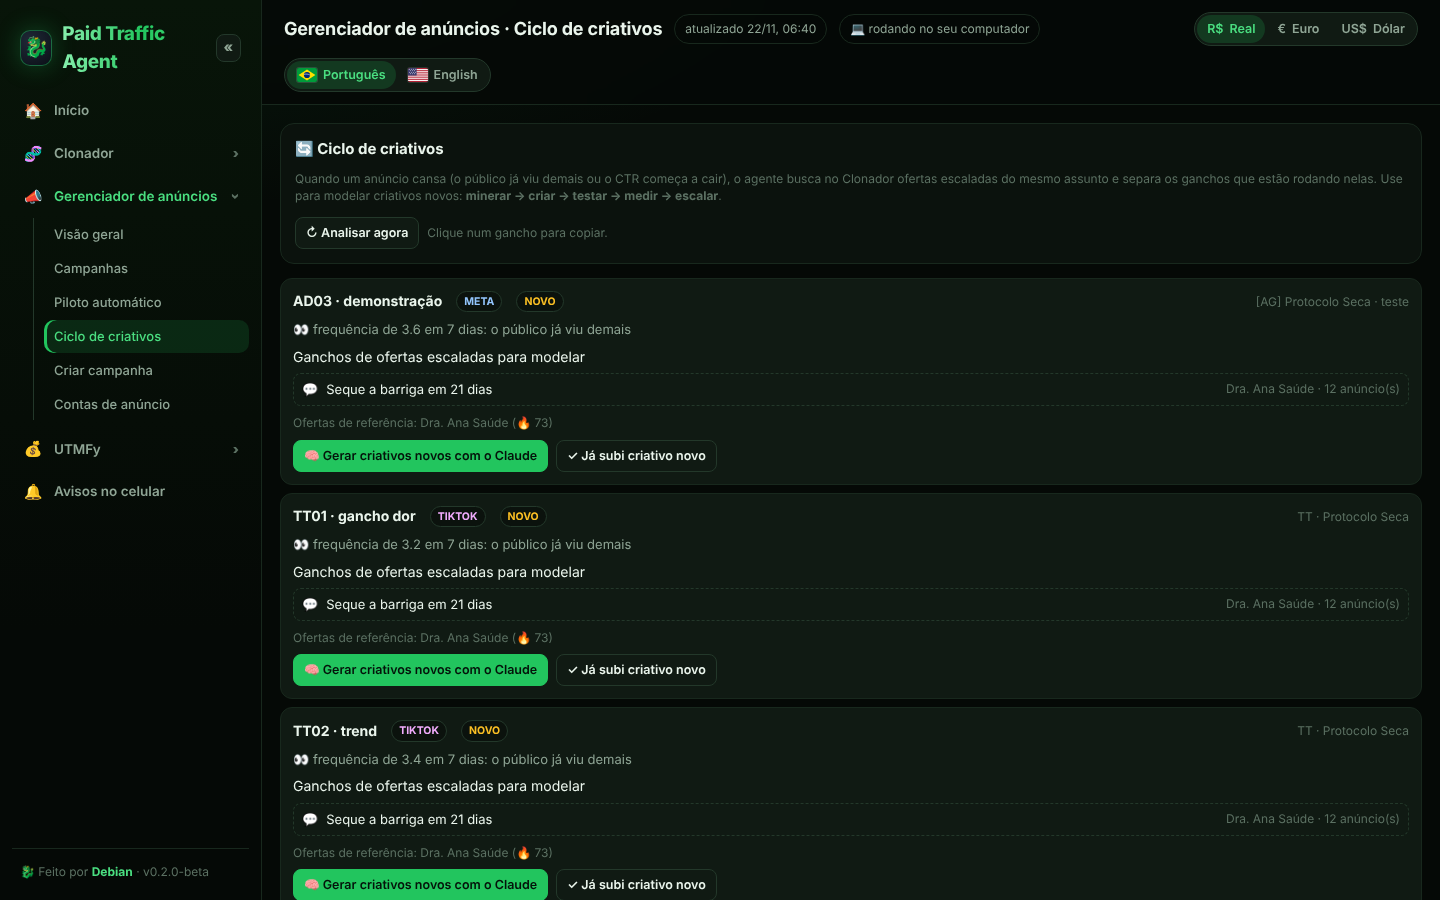 Paid Traffic
Agent
«
Início
Clonador
Gerenciador de anúncios
Visão geral
Campanhas
Piloto automático
Ciclo de criativos
Criar campanha
Contas de anúncio
UTMFy
Avisos no celular
Feito por Debian · v0.2.0-beta
Gerenciador de anúncios · Ciclo de criativos
atualizado 22/11, 06:40
rodando no seu computador
R$ Real
€ Euro
US$ Dólar
Português
English
Ciclo de criativos
Quando um anúncio cansa (o público já viu demais ou o CTR começa a cair), o agente busca no Clonador ofertas escaladas do mesmo assunto e separa os ganchos que estão rodando nelas. Use
para modelar criativos novos: minerar → criar → testar → medir → escalar.
↻ Analisar agora
Clique num gancho para copiar.
AD03 · demonstração META NOVO
[AG] Protocolo Seca · teste
👀 frequência de 3.6 em 7 dias: o público já viu demais
Ganchos de ofertas escaladas para modelar
💬 Seque a barriga em 21 dias
Dra. Ana Saúde · 12 anúncio(s)
Ofertas de referência: Dra. Ana Saúde (🔥 73)
🧠 Gerar criativos novos com o Claude
✓ Já subi criativo novo
TT01 · gancho dor TIKTOK NOVO
TT · Protocolo Seca
👀 frequência de 3.2 em 7 dias: o público já viu demais
Ganchos de ofertas escaladas para modelar
💬 Seque a barriga em 21 dias
Dra. Ana Saúde · 12 anúncio(s)
Ofertas de referência: Dra. Ana Saúde (🔥 73)
🧠 Gerar criativos novos com o Claude
✓ Já subi criativo novo
TT02 · trend TIKTOK NOVO
TT · Protocolo Seca
👀 frequência de 3.4 em 7 dias: o público já viu demais
Ganchos de ofertas escaladas para modelar
💬 Seque a barriga em 21 dias
Dra. Ana Saúde · 12 anúncio(s)
Ofertas de referência: Dra. Ana Saúde (🔥 73)
🧠 Gerar criativos novos com o Claude
✓ Já subi criativo novo